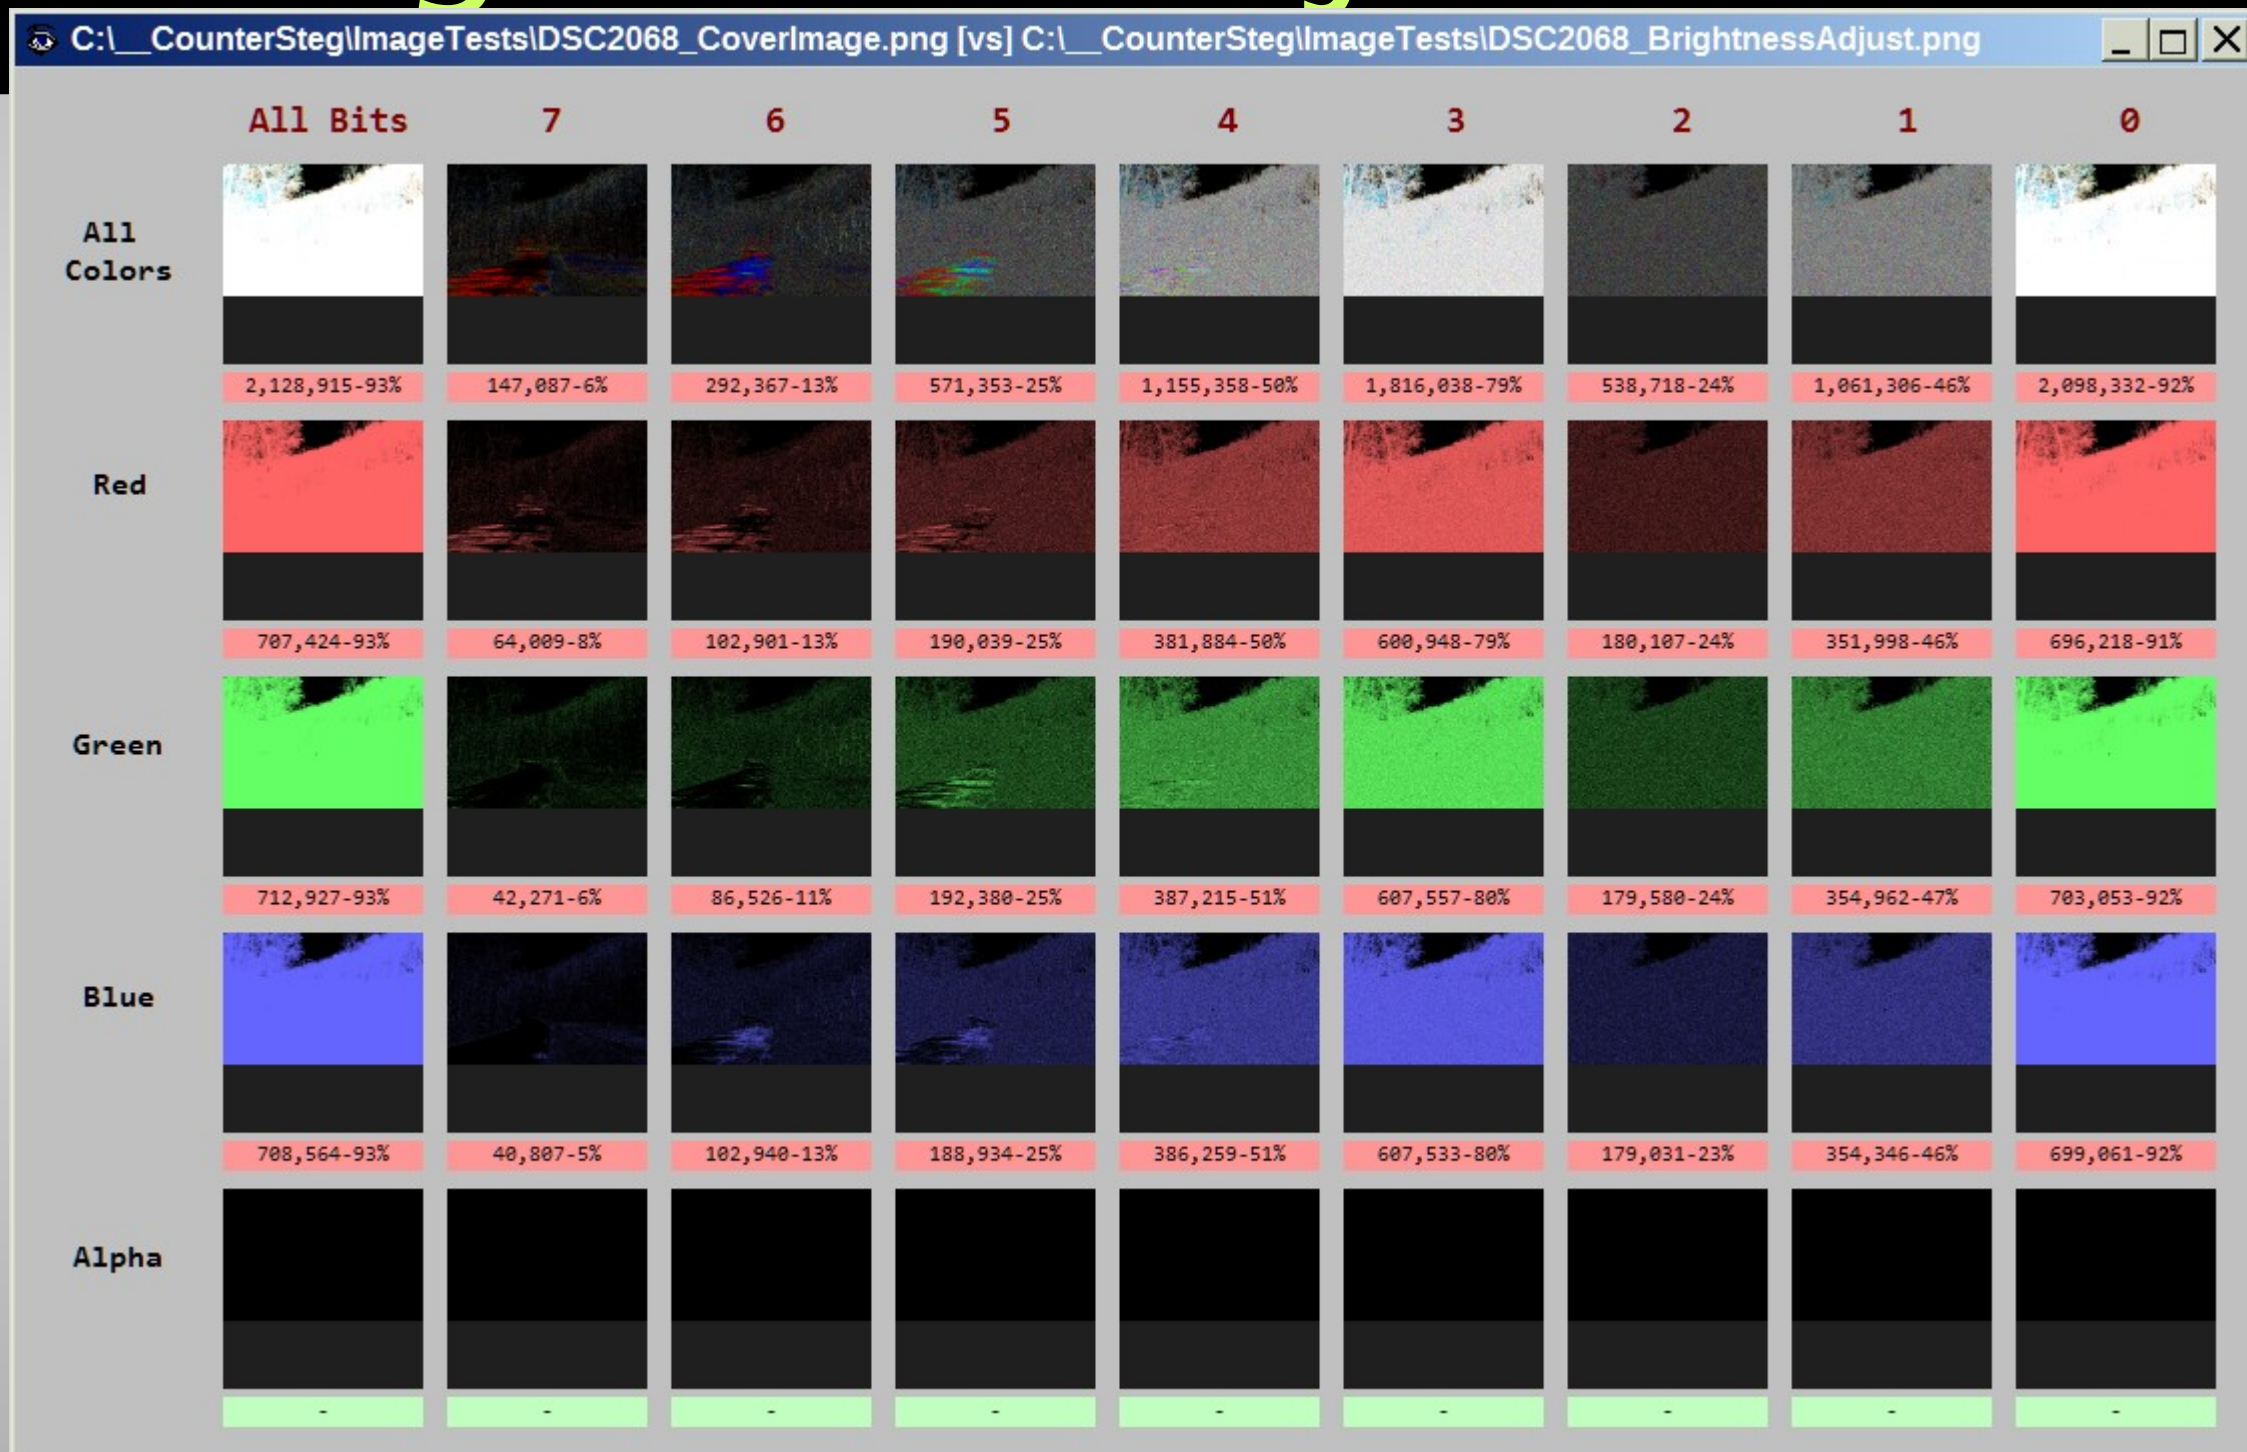 C:\__CounterSteg\ImageTests\DSC2068_CoverImage.png [vs] C:\__CounterSteg\ImageTests\DSC2068_BrightnessAdjust.png
All Bits 7 6 5 4 3 2 1 0
All
Colors
2,128,915-93% 147,087-6% 292,367-13% 571,353-25% 1,155,358-50% 1,816,038-79% 538,718-24% 1,061,306-46% 2,098,332-92%
Red
707,424-93% 64,009-8% 102,901-13% 190,039-25% 381,884-50% 600,948-79% 180,107-24% 351,998-46% 696,218-91%
Green
712,927-93% 42,271-6% 86,526-11% 192,380-25% 387,215-51% 607,557-80% 179,580-24% 354,962-47% 703,053-92%
Blue
708,564-93% 40,807-5% 102,940-13% 188,934-25% 386,259-51% 607,533-80% 179,031-23% 354,346-46% 699,061-92%
Alpha
- - - - - - - - -